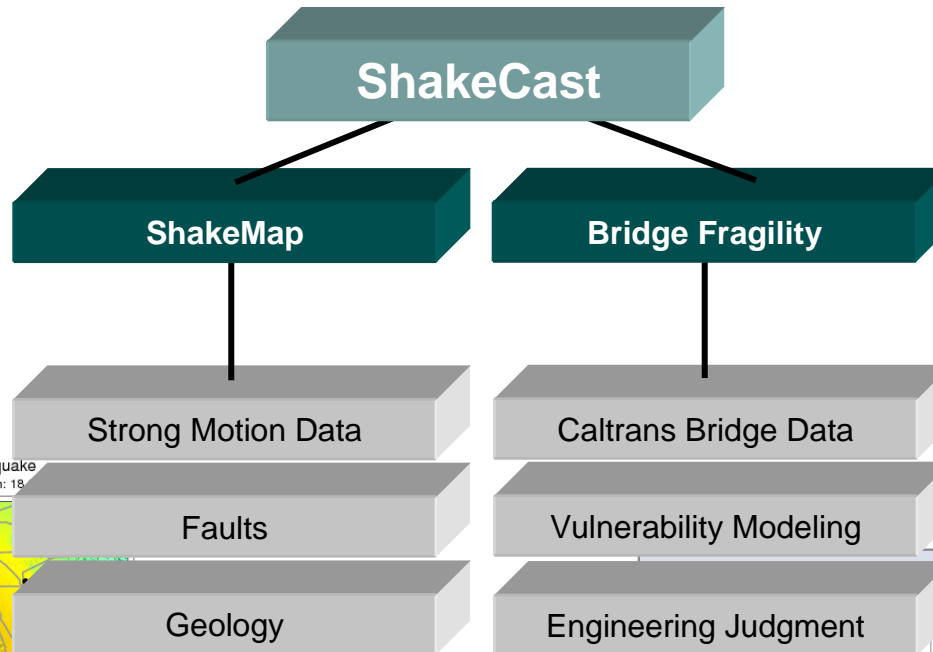 ShakeCast
ShakeMap
Bridge Fragility
Strong Motion Data
Caltrans Bridge Data
Faults
Vulnerability Modeling
Geology
Engineering Judgment